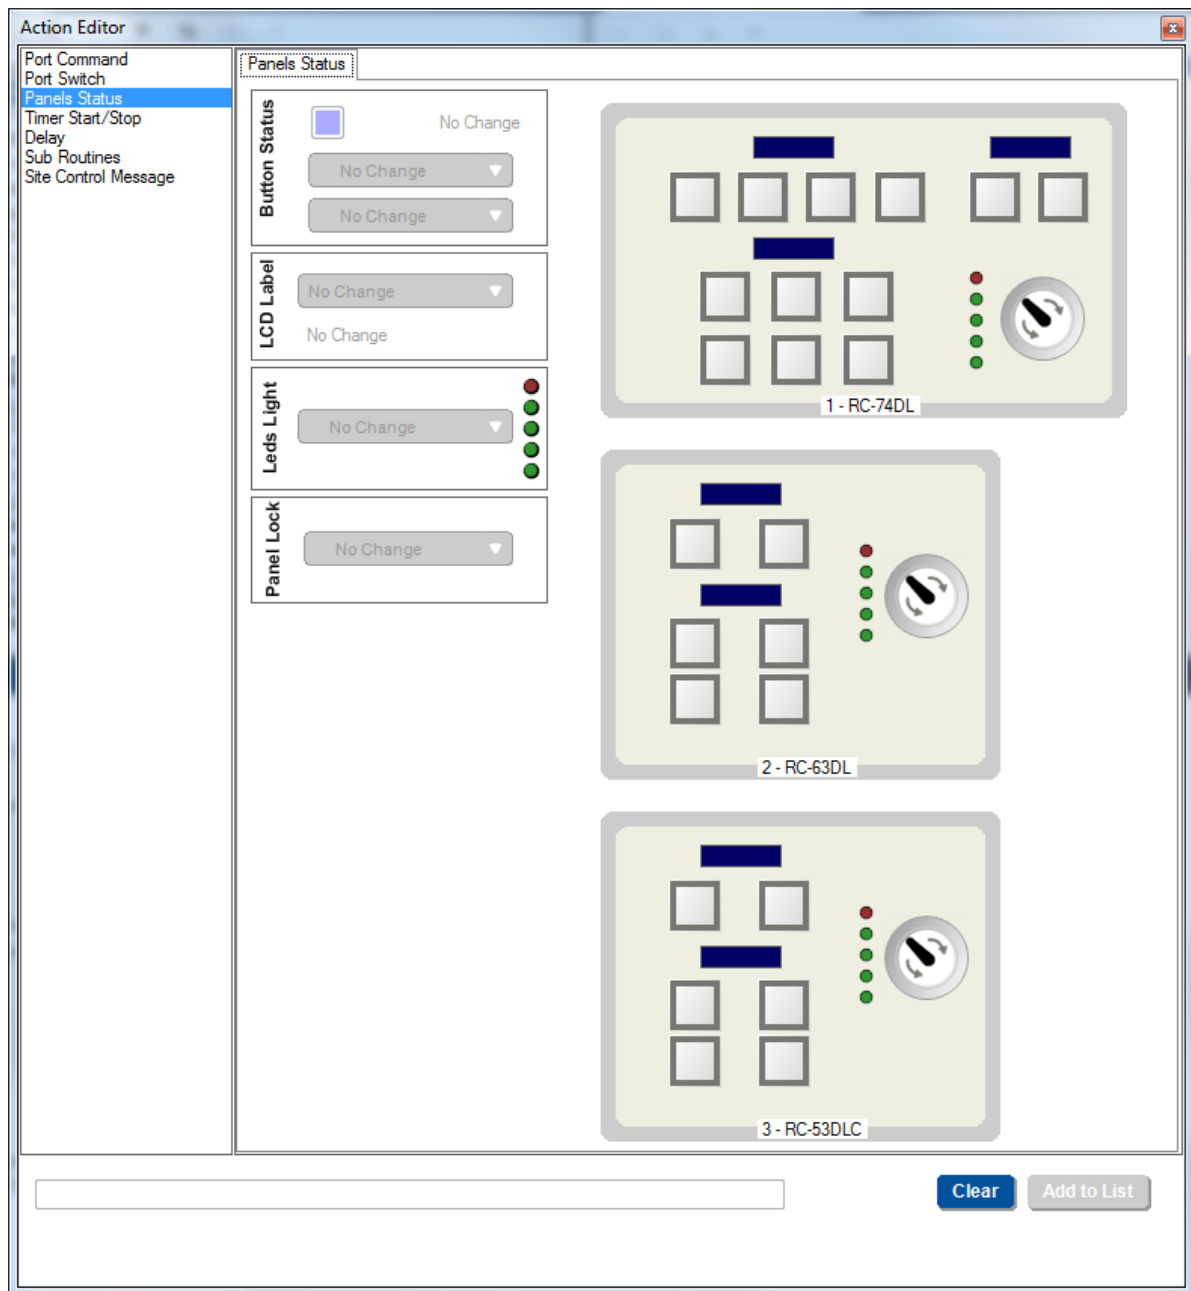 Action Editor
Port Command
Port Switch
Panels Status
Timer Start/Stop
Delay
Sub Routines
Site Control Message
Panels Status
Button Status
No Change
No Change
No Change
LCD Label
No Change
No Change
Leds Light
No Change
Panel Lock
No Change
1 - RC-74DL
2 - RC-63DL
3 - RC-53DLC
Clear
Add to List